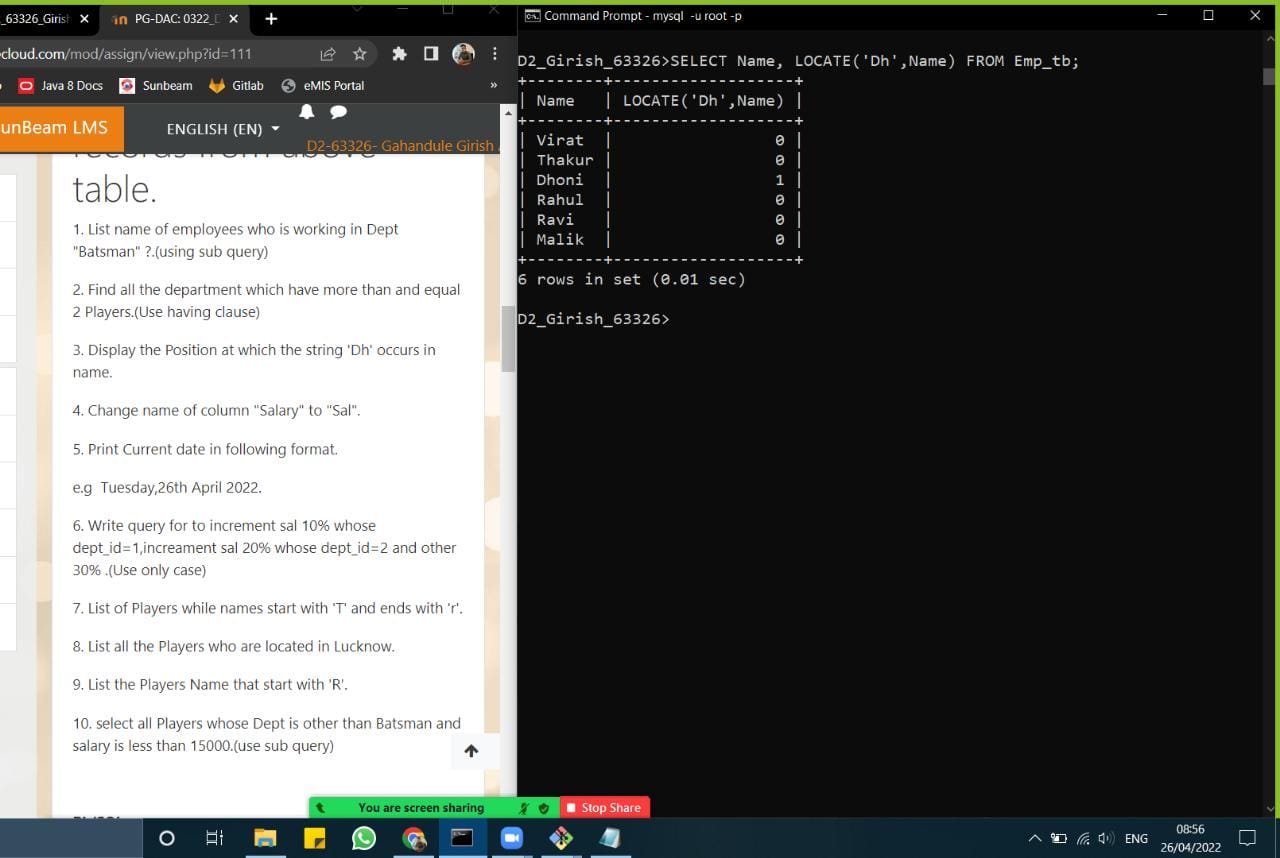 _63326_Girish
PG-DAC: 0322_D
Command Prompt - mysql -u root -p
ecloud.com/mod/assign/view.php?id=111
Java 8 Docs
Sunbeam
Gitlab
eMIS Portal
»
unBeam LMS
ENGLISH (EN)
D2-63326- Gahandule Girish
records from above
table.
1. List name of employees who is working in Dept
"Batsman" ?.(using sub query)
2. Find all the department which have more than and equal
2 Players.(Use having clause)
3. Display the Position at which the string 'Dh' occurs in
name.
4. Change name of column "Salary" to "Sal".
5. Print Current date in following format.
e.g Tuesday,26th April 2022.
6. Write query for to increment sal 10% whose
dept_id=1,increament sal 20% whose dept_id=2 and other
30% .(Use only case)
7. List of Players while names start with 'T' and ends with 'r'.
8. List all the Players who are located in Lucknow.
9. List the Players Name that start with 'R'.
10. select all Players whose Dept is other than Batsman and
salary is less than 15000.(use sub query)
D2_Girish_63326>SELECT Name, LOCATE('Dh',Name) FROM Emp_tb;
+--------+-------------------+
| Name   | LOCATE('Dh',Name) |
+--------+-------------------+
| Virat  |                 0 |
| Thakur |                 0 |
| Dhoni  |                 1 |
| Rahul  |                 0 |
| Ravi   |                 0 |
| Malik  |                 0 |
+--------+-------------------+
6 rows in set (0.01 sec)
D2_Girish_63326>
You are screen sharing
Stop Share
ENG
08:56
26/04/2022